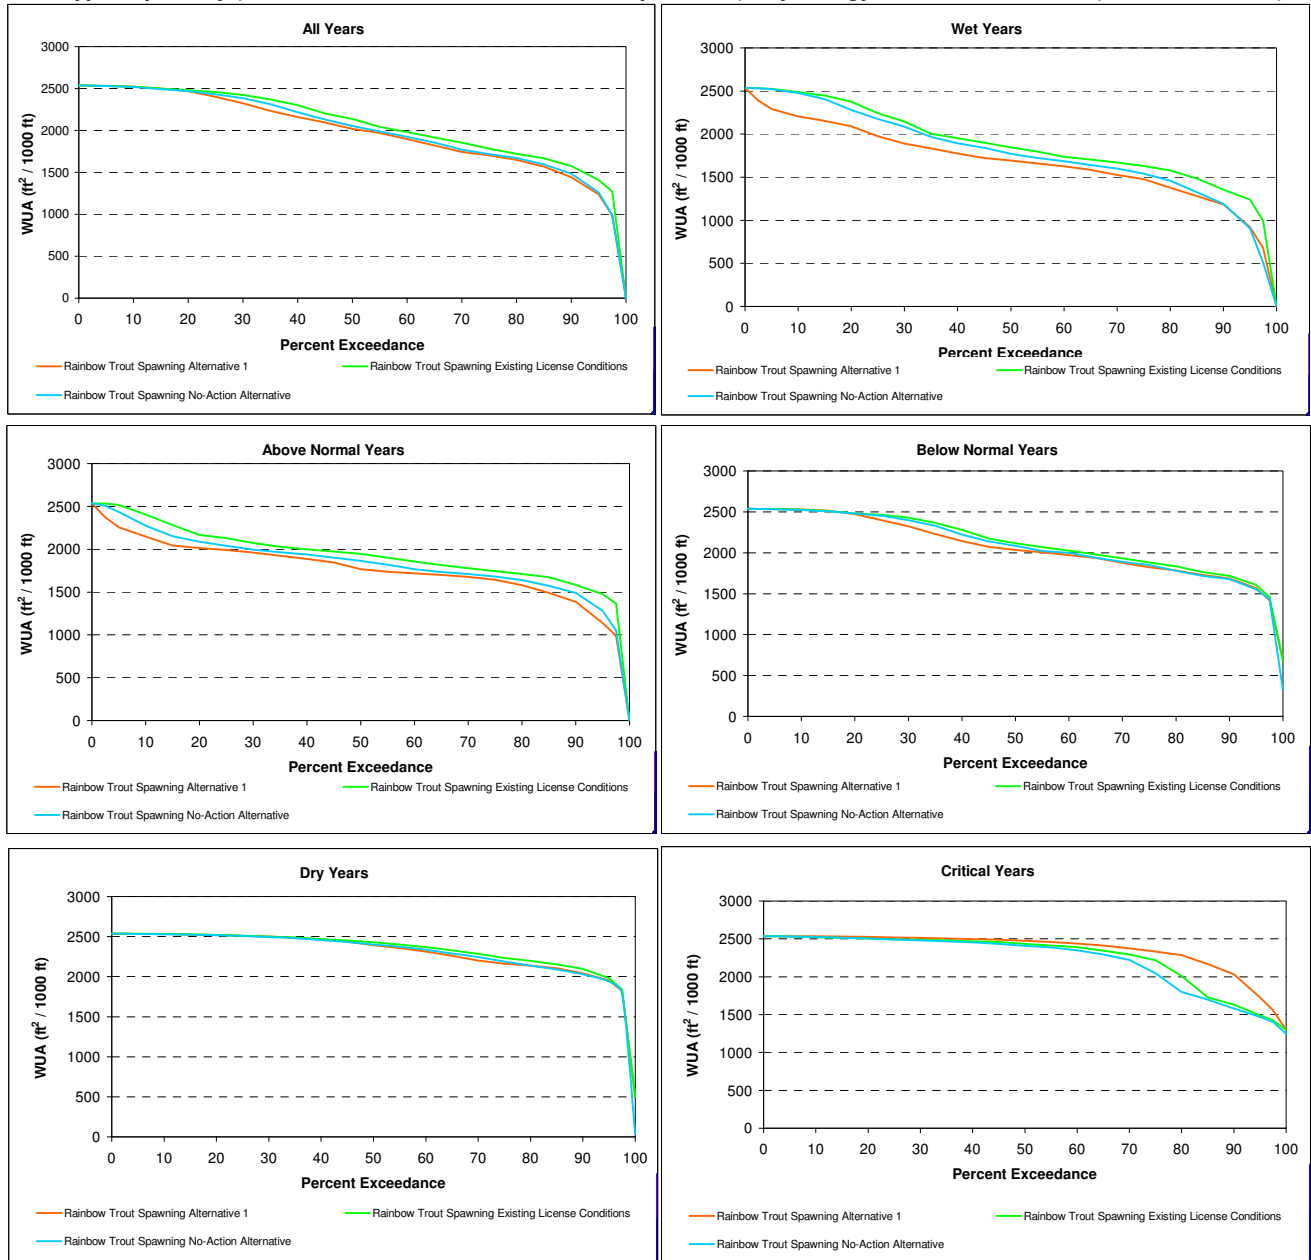 All Years
WUA (ft² / 1000 ft)
3000
2500
2000
1500
1000
500
0
0 10 20 30 40 50 60 70 80 90 100
Percent Exceedance
Rainbow Trout Spawning Alternative 1
Rainbow Trout Spawning Existing License Conditions
Rainbow Trout Spawning No-Action Alternative
Wet Years
WUA (ft² / 1000 ft)
3000
2500
2000
1500
1000
500
0
0 10 20 30 40 50 60 70 80 90 100
Percent Exceedance
Rainbow Trout Spawning Alternative 1
Rainbow Trout Spawning Existing License Conditions
Rainbow Trout Spawning No-Action Alternative
Above Normal Years
WUA (ft² / 1000 ft)
3000
2500
2000
1500
1000
500
0
0 10 20 30 40 50 60 70 80 90 100
Percent Exceedance
Rainbow Trout Spawning Alternative 1
Rainbow Trout Spawning Existing License Conditions
Rainbow Trout Spawning No-Action Alternative
Below Normal Years
WUA (ft² / 1000 ft)
3000
2500
2000
1500
1000
500
0
0 10 20 30 40 50 60 70 80 90 100
Percent Exceedance
Rainbow Trout Spawning Alternative 1
Rainbow Trout Spawning Existing License Conditions
Rainbow Trout Spawning No-Action Alternative
Dry Years
WUA (ft² / 1000 ft)
3000
2500
2000
1500
1000
500
0
0 10 20 30 40 50 60 70 80 90 100
Percent Exceedance
Rainbow Trout Spawning Alternative 1
Rainbow Trout Spawning Existing License Conditions
Rainbow Trout Spawning No-Action Alternative
Critical Years
WUA (ft² / 1000 ft)
3000
2500
2000
1500
1000
500
0
0 10 20 30 40 50 60 70 80 90 100
Percent Exceedance
Rainbow Trout Spawning Alternative 1
Rainbow Trout Spawning Existing License Conditions
Rainbow Trout Spawning No-Action Alternative